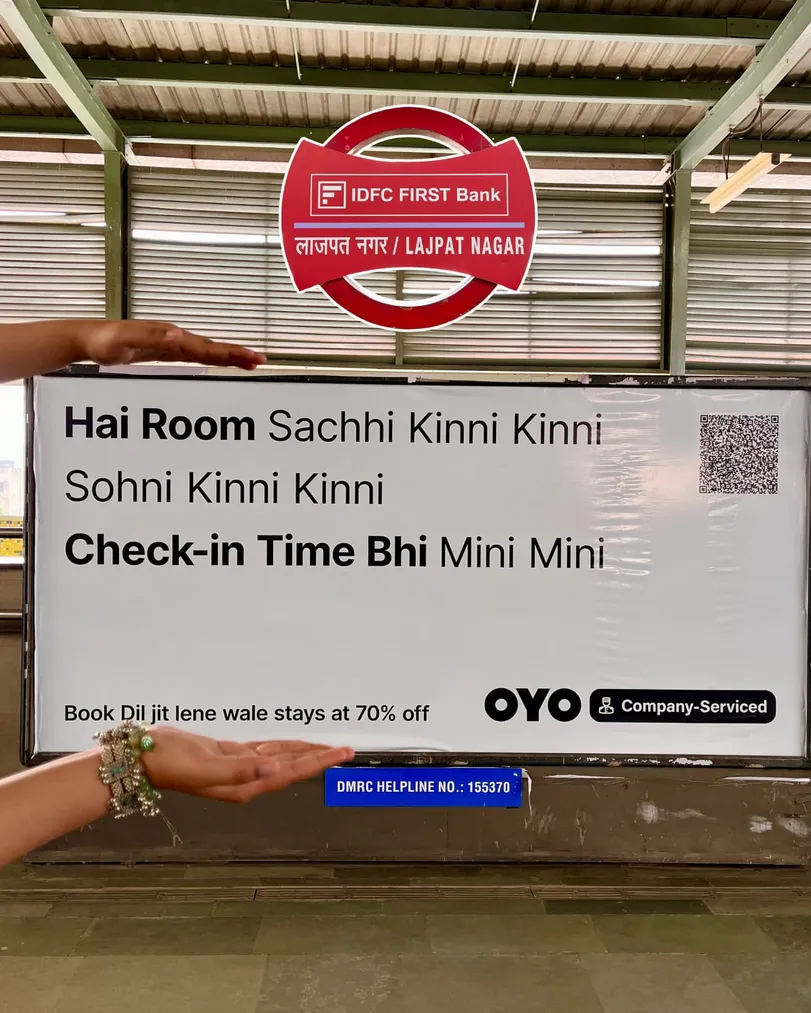 IDFC FIRST Bank
लाजपत नगर / LAJPAT NAGAR
Hai Room Sachhi Kinni Kinni
Sohni Kinni Kinni
Check-in Time Bhi Mini Mini
Book Dil jit lene wale stays at 70% off
OYO Company-Serviced
DMRC HELPLINE NO.: 155370